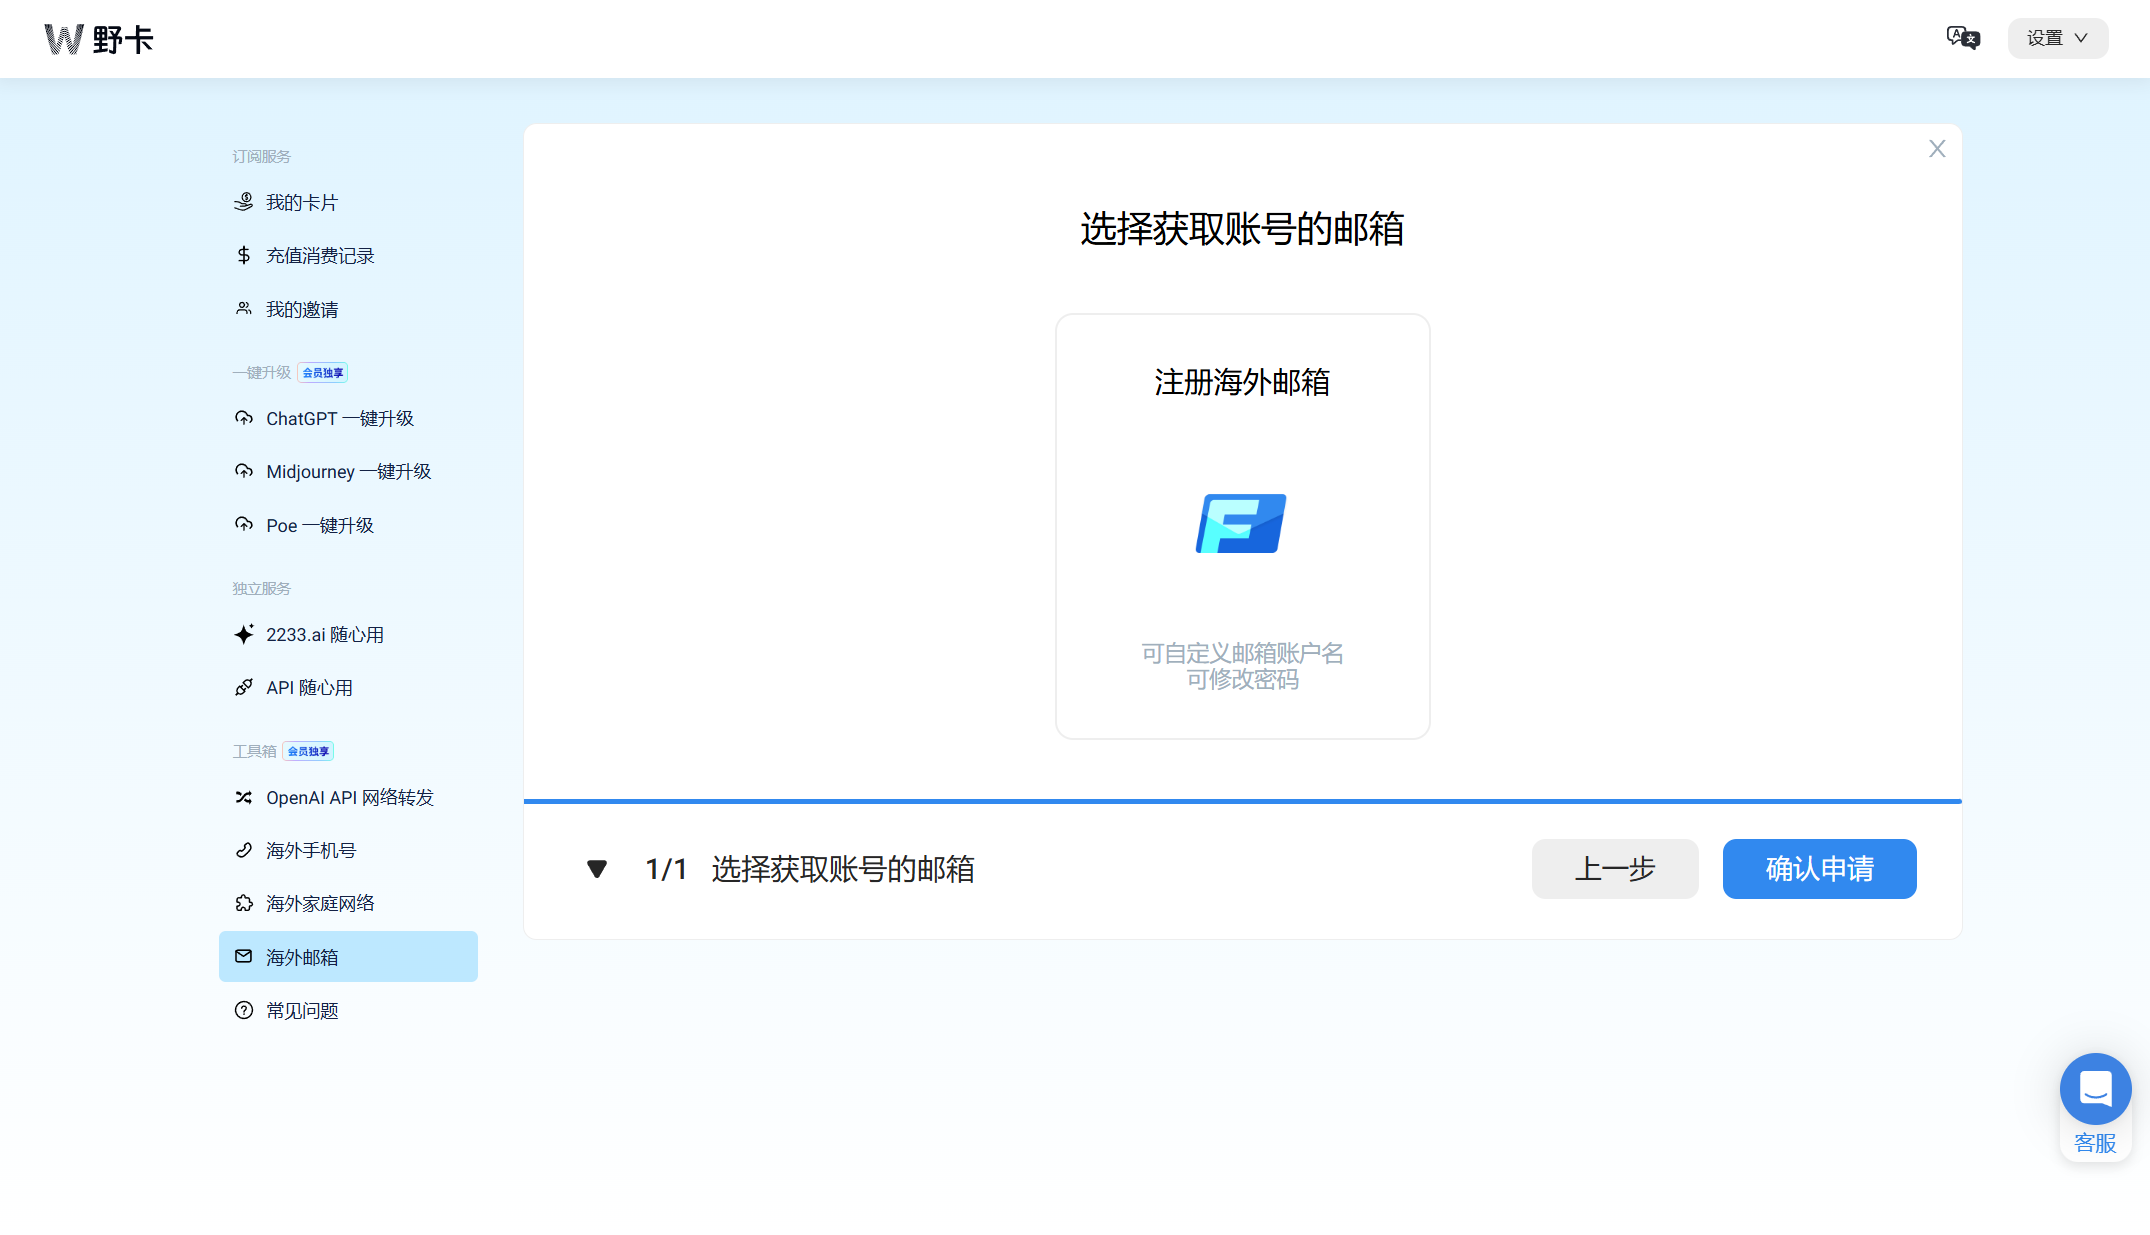 W 野卡
设置
订阅服务
我的卡片
充值消费记录
我的邀请
一键升级 会员独享
ChatGPT 一键升级
Midjourney 一键升级
Poe 一键升级
独立服务
2233.ai 随心用
API 随心用
工具箱 会员独享
OpenAI API 网络转发
海外手机号
海外家庭网络
海外邮箱
常见问题
选择获取账号的邮箱
注册海外邮箱
可自定义邮箱账户名
可修改密码
1/1 选择获取账号的邮箱
上一步
确认申请
客服